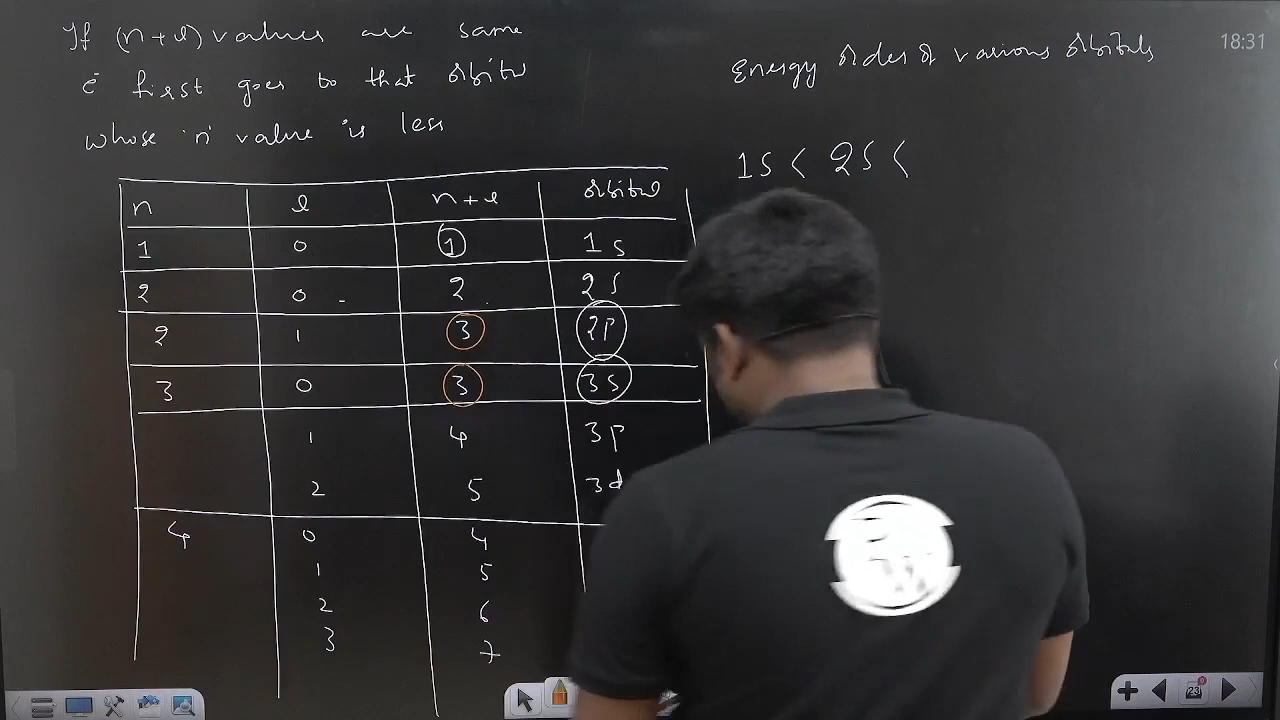 If (n+l) values are same
e⁻ first goes to that orbital
whose 'n' value is less
Energy order of various orbitals
18:31
1s < 2s <
n l n+l orbital
1 0 1 1s
2 0 2 2s
2 1 3 2p
3 0 3 3s
1 4 3p
2 5 3d
4 0 4
1 5
2 6
3 7
23